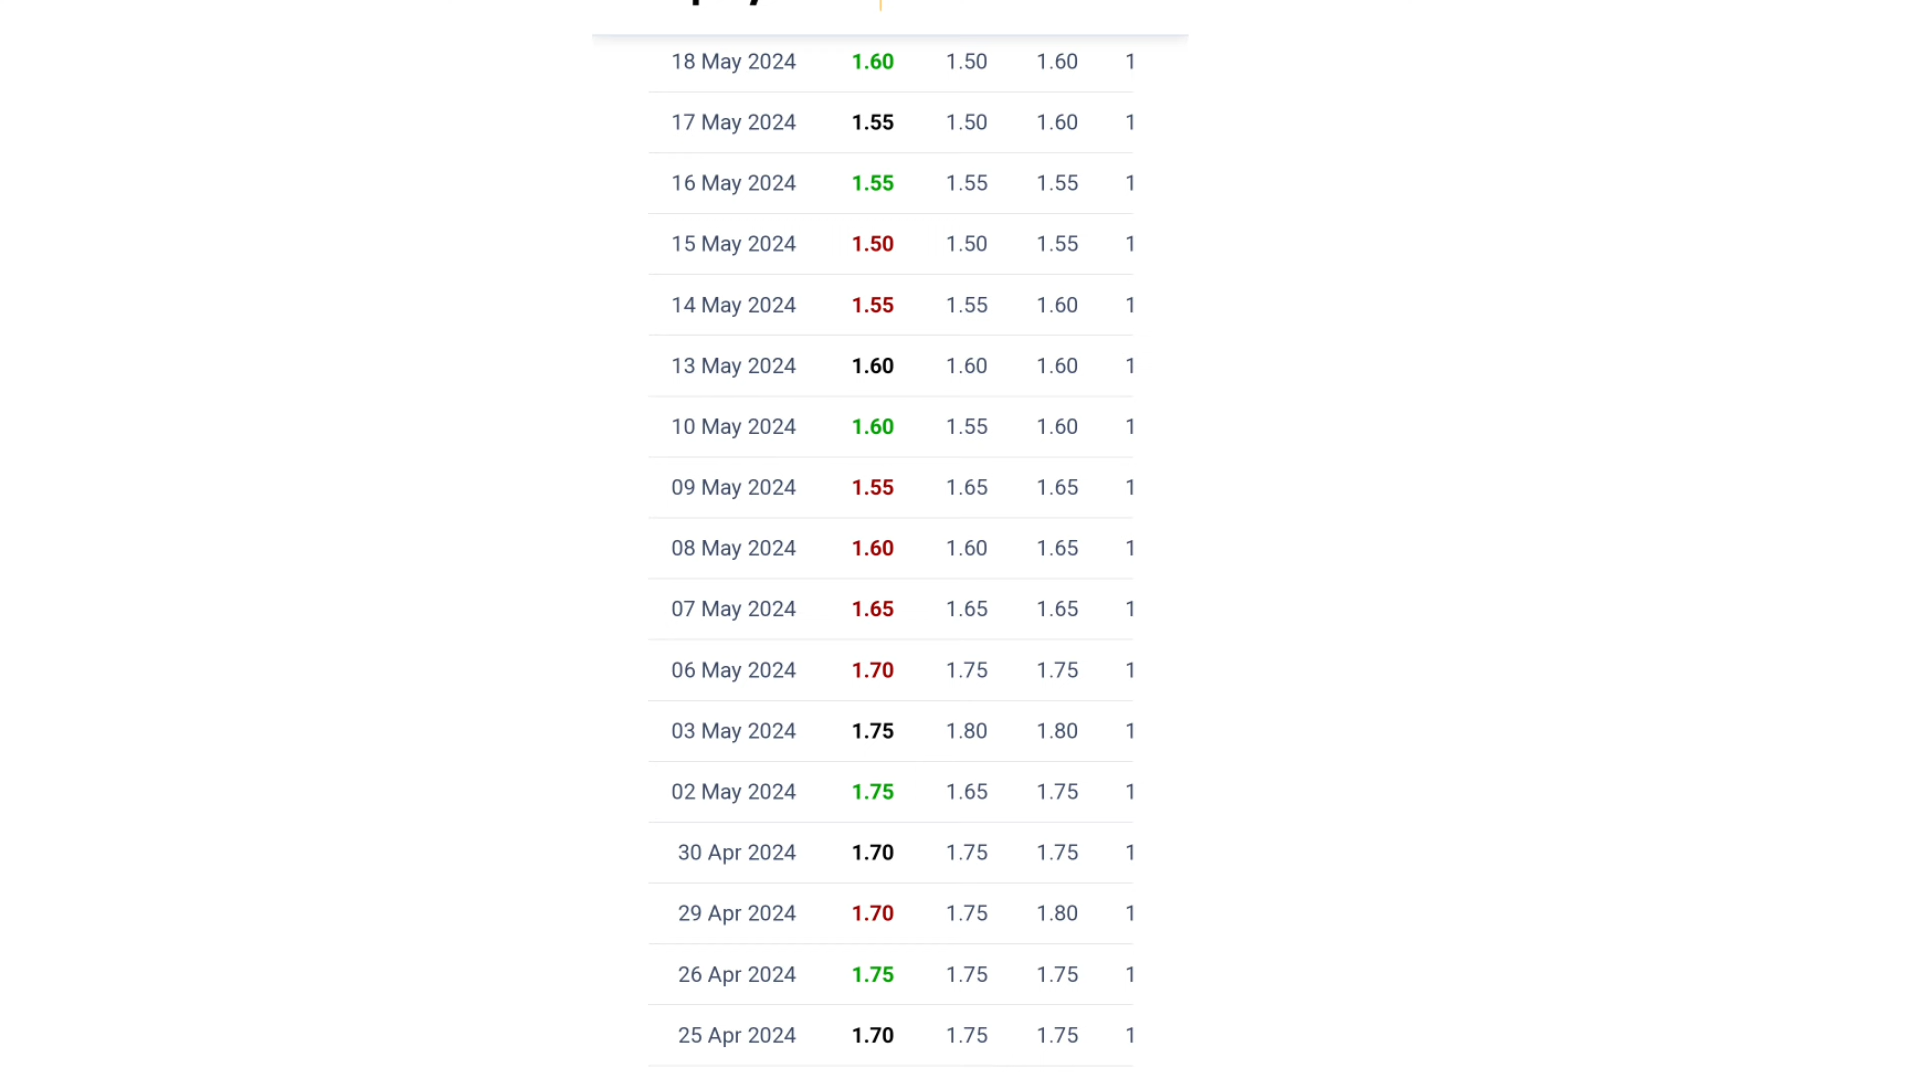 18 May 2024 1.60 1.50 1.60 1
17 May 2024 1.55 1.50 1.60 1
16 May 2024 1.55 1.55 1.55 1
15 May 2024 1.50 1.50 1.55 1
14 May 2024 1.55 1.55 1.60 1
13 May 2024 1.60 1.60 1.60 1
10 May 2024 1.60 1.55 1.60 1
09 May 2024 1.55 1.65 1.65 1
08 May 2024 1.60 1.60 1.65 1
07 May 2024 1.65 1.65 1.65 1
06 May 2024 1.70 1.75 1.75 1
03 May 2024 1.75 1.80 1.80 1
02 May 2024 1.75 1.65 1.75 1
30 Apr 2024 1.70 1.75 1.75 1
29 Apr 2024 1.70 1.75 1.80 1
26 Apr 2024 1.75 1.75 1.75 1
25 Apr 2024 1.70 1.75 1.75 1